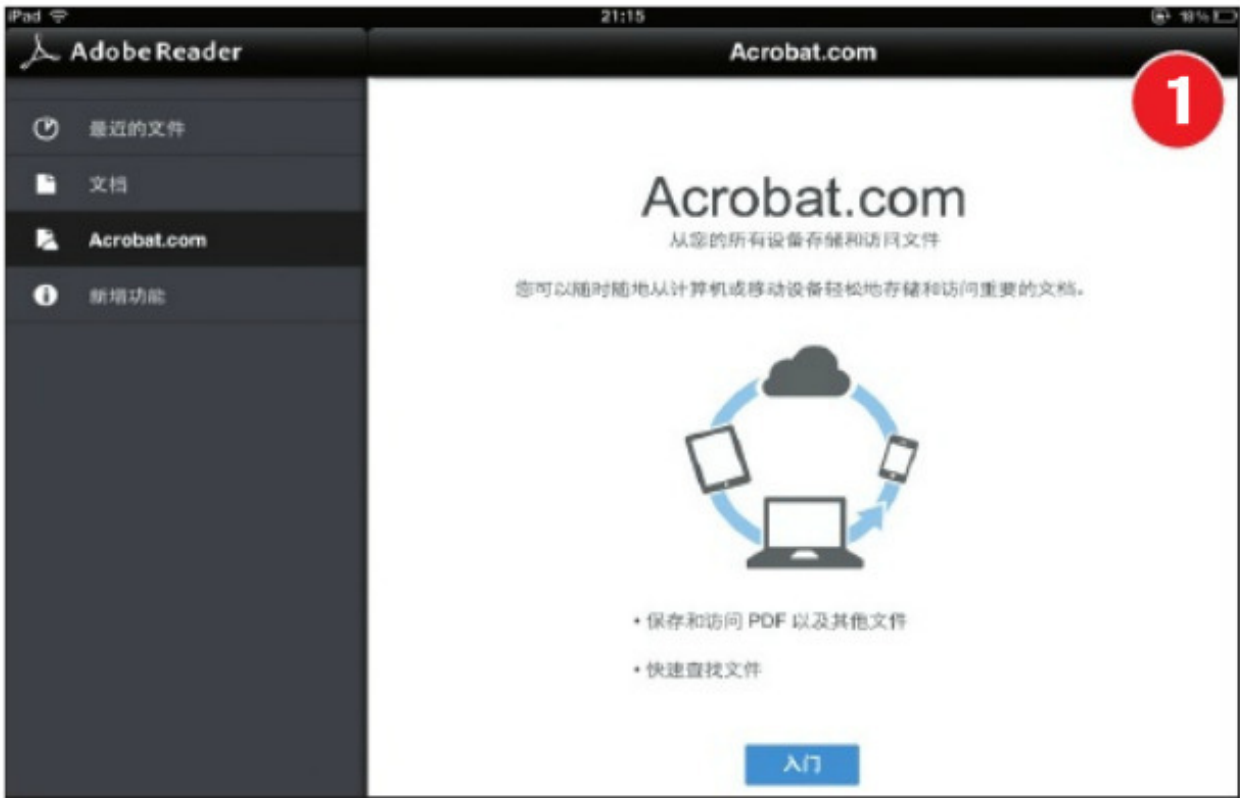 iPad
21:15
18%
Adobe Reader
Acrobat.com
1
最近的文件
文档
Acrobat.com
新增功能
Acrobat.com
从您的所有设备存储和访问文件
您可以随时随地从计算机或移动设备轻松地存储和访问重要的文档。
• 保存和访问 PDF 以及其他文件
• 快速查找文件
入门